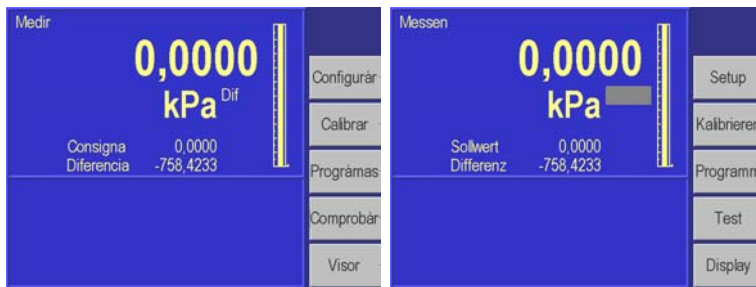 Medir
0,0000
kPa Dif
Consigna 0,0000
Diferencia -758,4233
Configurár
Calibrar
Prográmas
Comprobár
Visor
Messen
0,0000
kPa
Sollwert 0,0000
Differenz -758,4233
Setup
Kalibrieren
Programm
Test
Display